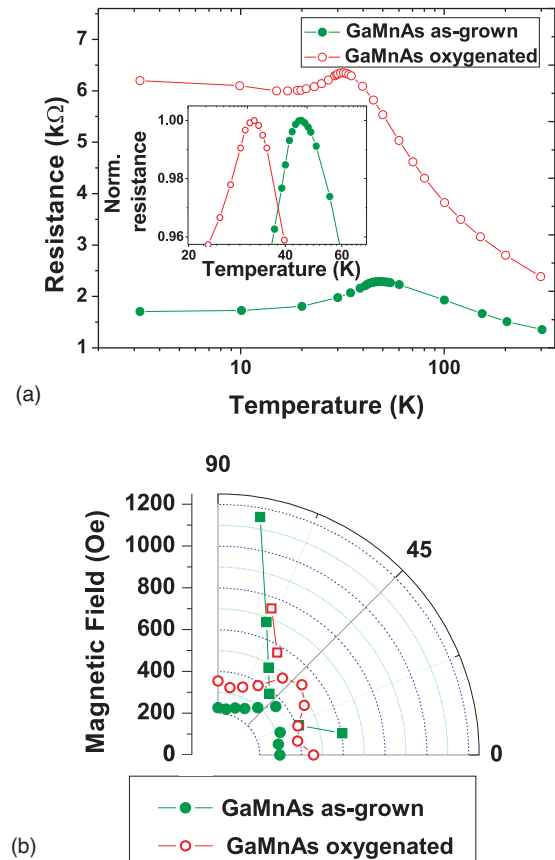 GaMnAs as-grown
GaMnAs oxygenated
7
6
5
4
3
2
1
Resistance (kΩ)
1.00
0.98
0.96
Norm.
resistance
20
40
60
Temperature (K)
10
100
Temperature (K)
(a)
90
45
0
1200
1000
800
600
400
200
0
Magnetic Field (Oe)
GaMnAs as-grown
GaMnAs oxygenated
(b)